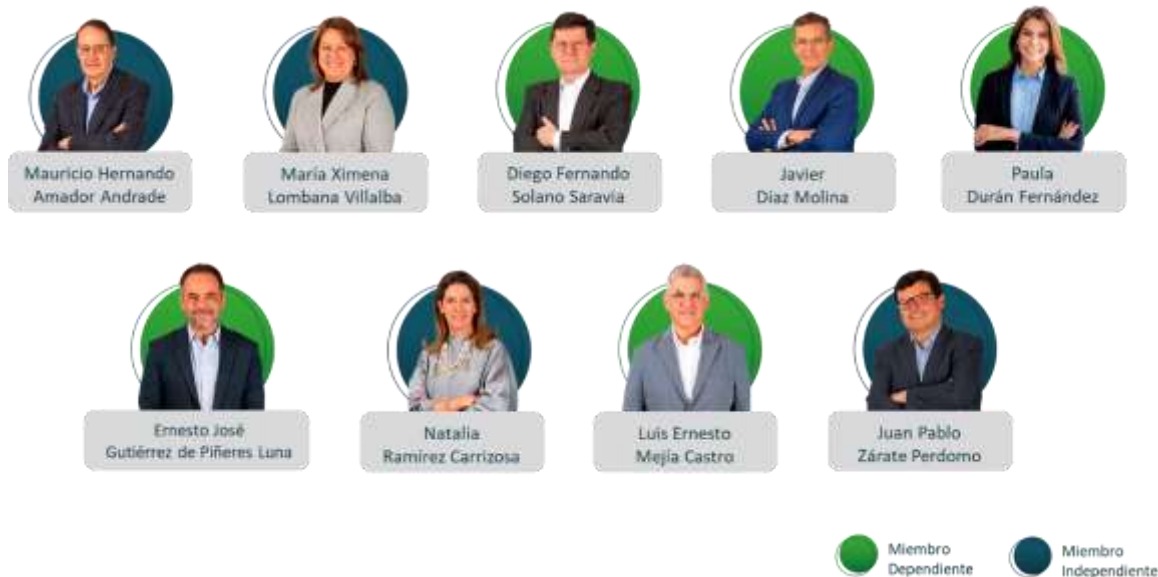 Mauricio Hernando
Amador Andrade
María Ximena
Lombana Villalba
Diego Fernando
Solano Saravia
Javier
Díaz Molina
Paula
Durán Fernández
Ernesto José
Gutiérrez de Piñeres Luna
Natalia
Ramírez Carrizosa
Luis Ernesto
Mejía Castro
Juan Pablo
Zárate Perdomo
Miembro
Dependiente
Miembro
Independiente